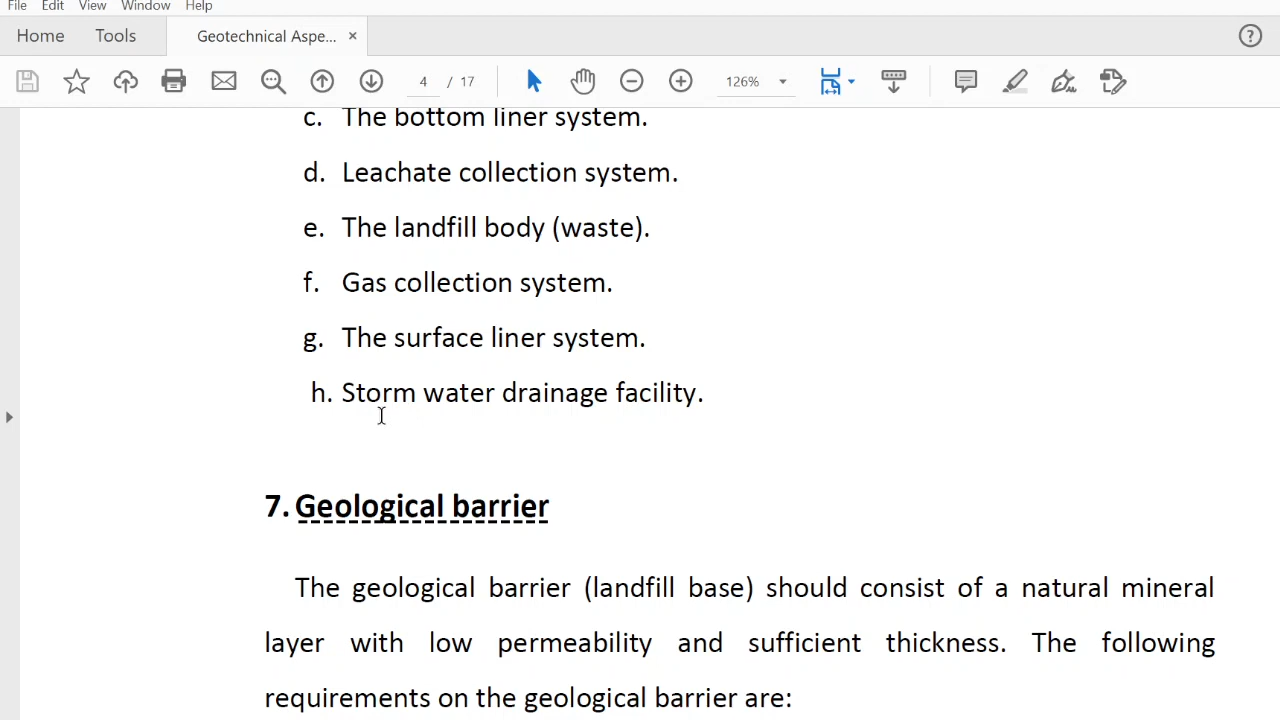 File Edit View Window Help
Home Tools Geotechnical Aspe... ×
4 / 17 126%
c. The bottom liner system.
d. Leachate collection system.
e. The landfill body (waste).
f. Gas collection system.
g. The surface liner system.
h. Storm water drainage facility.
7. Geological barrier
The geological barrier (landfill base) should consist of a natural mineral
layer with low permeability and sufficient thickness. The following
requirements on the geological barrier are: